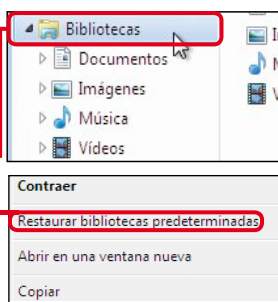 Bibliotecas
Documentos
Imágenes
Música
Vídeos
Contraer
Restaurar bibliotecas predeterminadas
Abrir en una ventana nueva
Copiar